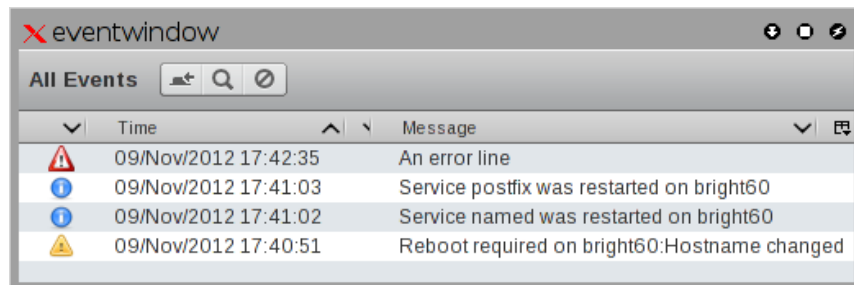 eventwindow
All Events
Time Message
09/Nov/2012 17:42:35 An error line
09/Nov/2012 17:41:03 Service postfix was restarted on bright60
09/Nov/2012 17:41:02 Service named was restarted on bright60
09/Nov/2012 17:40:51 Reboot required on bright60:Hostname changed